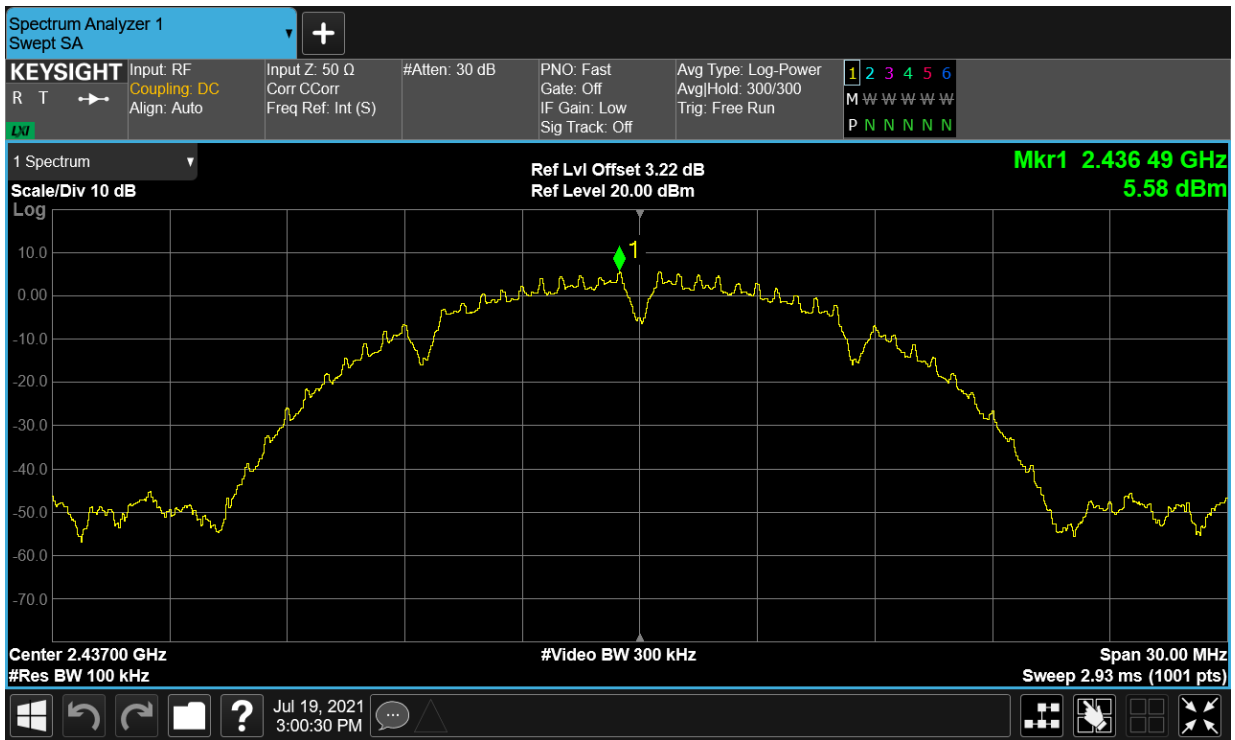 Spectrum Analyzer 1
Swept SA
+
KEYSIGHT
R T
LXI
Input: RF
Coupling: DC
Align: Auto
Input Z: 50 Ω
Corr CCorr
Freq Ref: Int (S)
#Atten: 30 dB
PNO: Fast
Gate: Off
IF Gain: Low
Sig Track: Off
Avg Type: Log-Power
Avg|Hold: 300/300
Trig: Free Run
1 2 3 4 5 6
M W W W W W
P N N N N N
1 Spectrum
Scale/Div 10 dB
Log
Ref Lvl Offset 3.22 dB
Ref Level 20.00 dBm
Mkr1 2.436 49 GHz
5.58 dBm
1
10.0
0.00
-10.0
-20.0
-30.0
-40.0
-50.0
-60.0
-70.0
Center 2.43700 GHz
#Res BW 100 kHz
#Video BW 300 kHz
Span 30.00 MHz
Sweep 2.93 ms (1001 pts)
?
Jul 19, 2021
3:00:30 PM